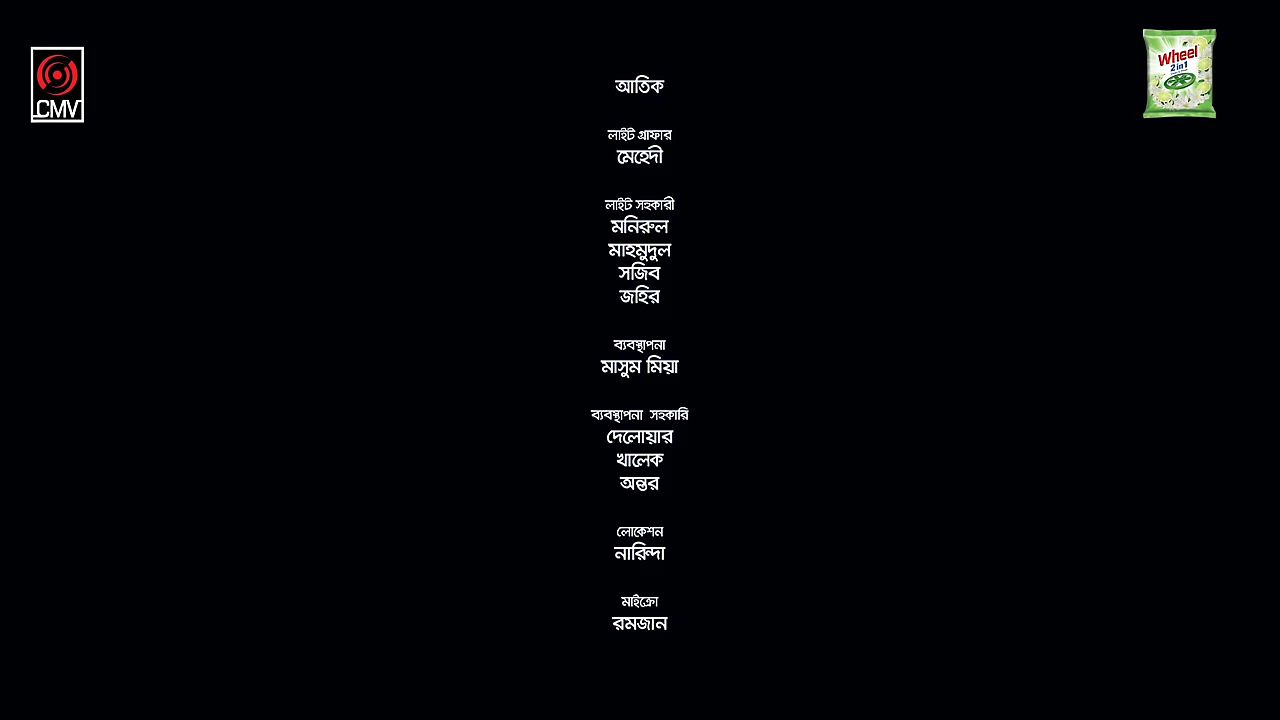 CMV
Wheel
2in1
আতিক
লাইট গ্রাফার
মেহেদী
লাইট সহকারী
মনিরুল
মাহমুদুল
সজিব
জহির
ব্যবস্থাপনা
মাসুম মিয়া
ব্যবস্থাপনা সহকারি
দেলোয়ার
খালেক
অন্তর
লোকেশন
নারিন্দা
মাইক্রো
রমজান